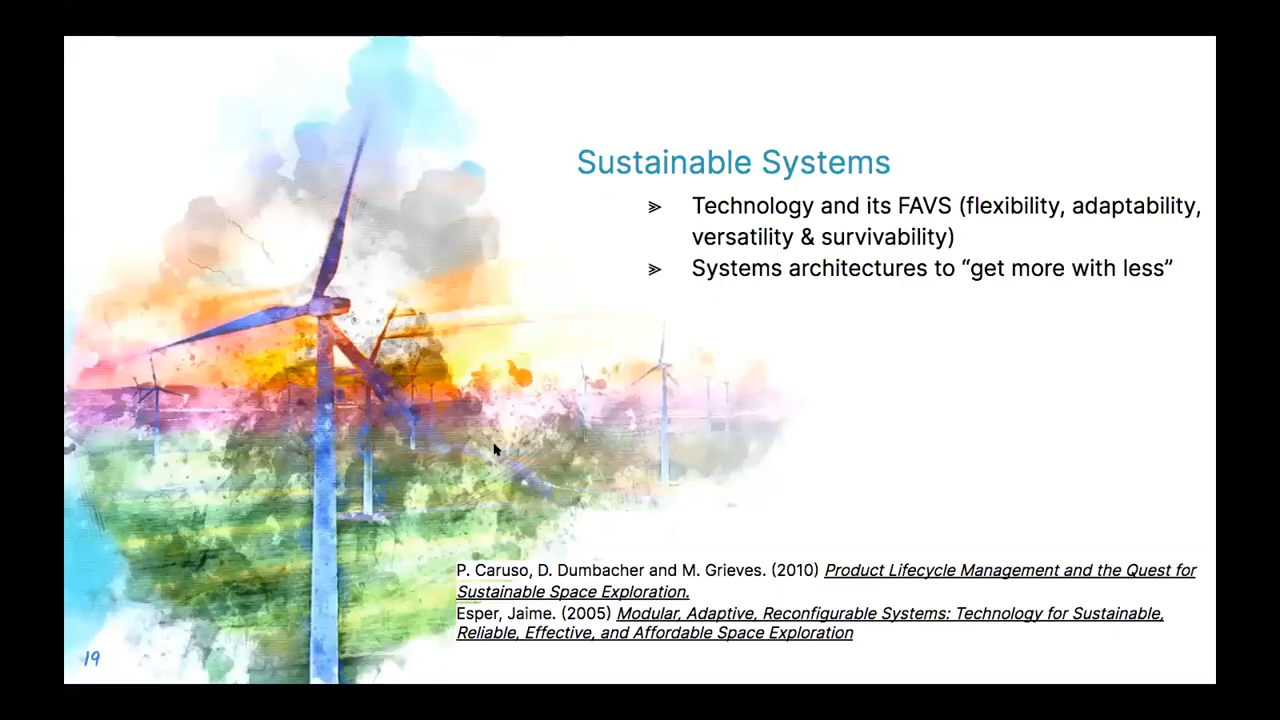 Sustainable Systems
⪢ Technology and its FAVS (flexibility, adaptability,
versatility & survivability)
⪢ Systems architectures to “get more with less”
P. Caruso, D. Dumbacher and M. Grieves. (2010) Product Lifecycle Management and the Quest for
Sustainable Space Exploration.
Esper, Jaime. (2005) Modular, Adaptive, Reconfigurable Systems: Technology for Sustainable,
Reliable, Effective, and Affordable Space Exploration
19